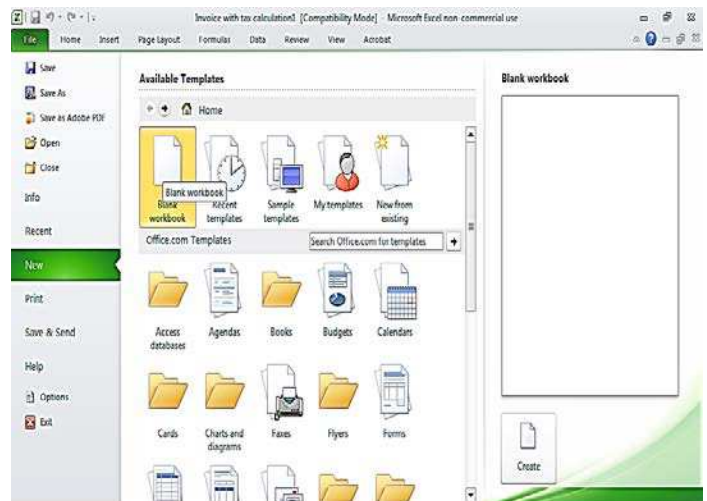 Invoice with tax calculation1 [Compatibility Mode] - Microsoft Excel non-commercial use
File Home Insert Page Layout Formulas Data Review View Acrobat
Save
Save As
Save as Adobe PDF
Open
Close
Info
Recent
New
Print
Save & Send
Help
Options
Exit
Available Templates
Home
Blank workbook
Blank workbook
Recent templates
Sample templates
My templates
New from existing
Office.com Templates
Search Office.com for templates
Access databases
Agendas
Books
Budgets
Calendars
Cards
Charts and diagrams
Faxes
Flyers
Forms
Blank workbook
Create